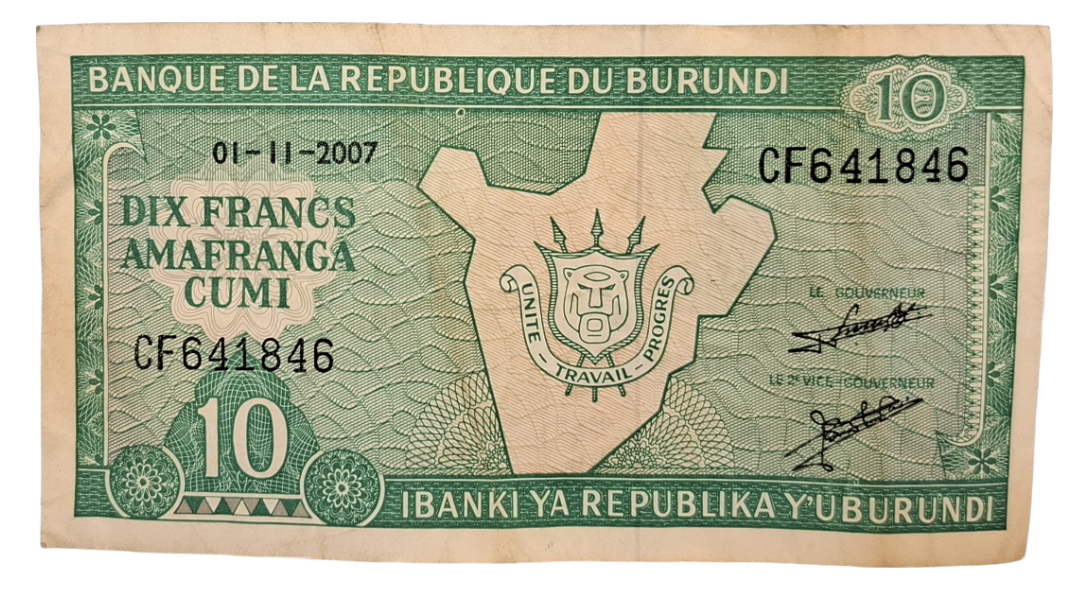 BANQUE DE LA REPUBLIQUE DU BURUNDI
10
01-11-2007
CF641846
DIX FRANCS
AMAFRANGA
CUMI
UNITE - TRAVAIL - PROGRES
LE GOUVERNEUR
CF641846
LE 2E VICE-GOUVERNEUR
10
IBANKI YA REPUBLIKA Y'UBURUNDI